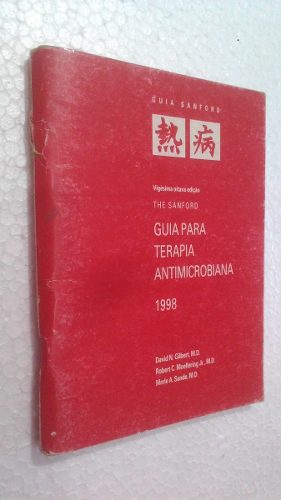 GUIA SANFORD
熱病
Vigésima oitava edição
THE SANFORD
GUIA PARA
TERAPIA
ANTIMICROBIANA
1998
David N. Gilbert, M.D.
Robert C. Moellering, Jr., M.D.
Merle A. Sande, M.D.